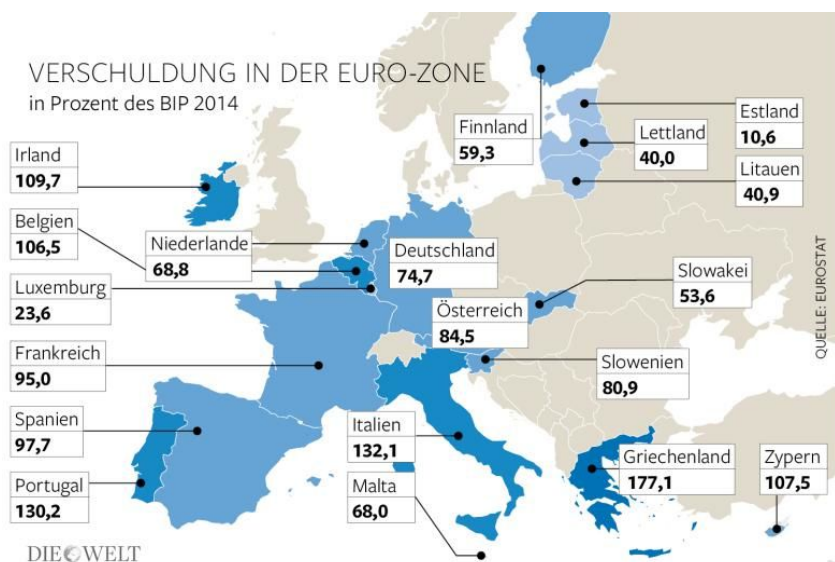 VERSCHULDUNG IN DER EURO-ZONE
in Prozent des BIP 2014
Irland
109,7
Belgien
106,5
Niederlande
68,8
Luxemburg
23,6
Frankreich
95,0
Spanien
97,7
Portugal
130,2
Finnland
59,3
Estland
10,6
Lettland
40,0
Litauen
40,9
Deutschland
74,7
Slowakei
53,6
Österreich
84,5
Slowenien
80,9
Italien
132,1
Malta
68,0
Griechenland
177,1
Zypern
107,5
QUELLE: EUROSTAT
DIE WELT